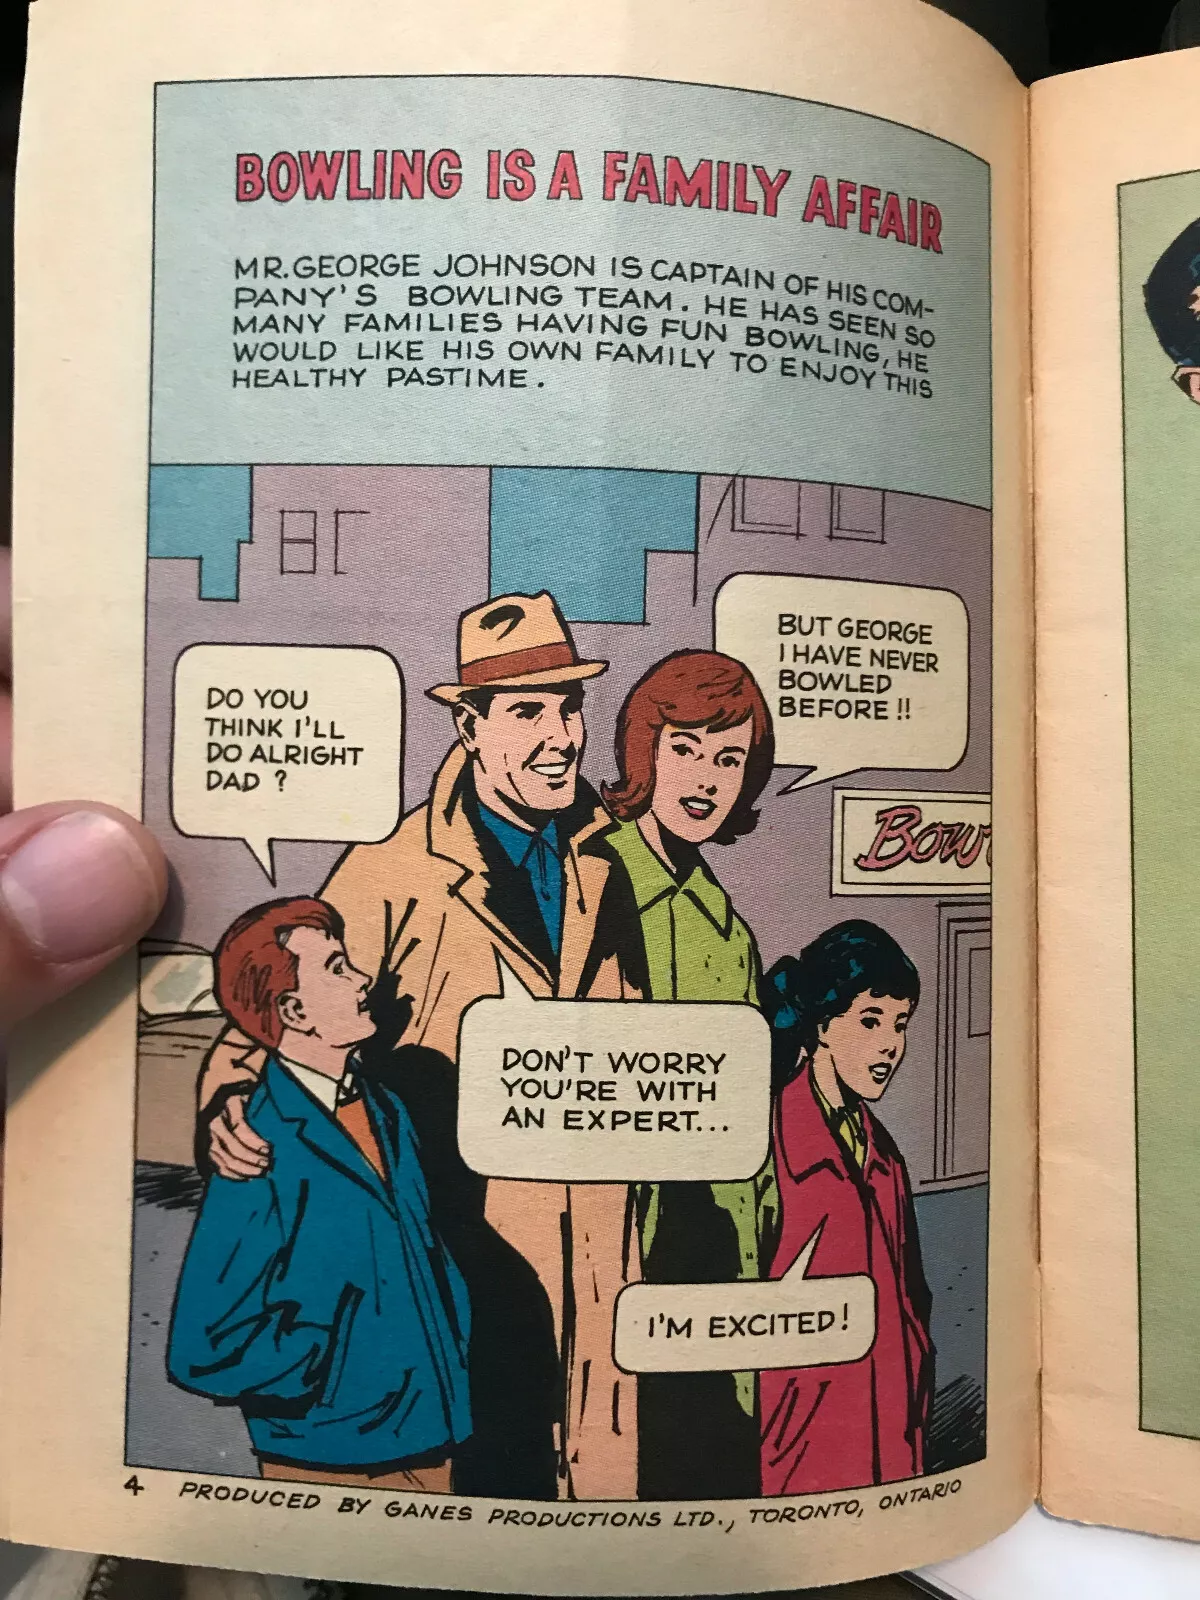 BOWLING IS A FAMILY AFFAIR
MR. GEORGE JOHNSON IS CAPTAIN OF HIS COM-
PANY'S BOWLING TEAM. HE HAS SEEN SO
MANY FAMILIES HAVING FUN BOWLING, HE
WOULD LIKE HIS OWN FAMILY TO ENJOY THIS
HEALTHY PASTIME.
BUT GEORGE
I HAVE NEVER
BOWLED
BEFORE!!
DO YOU
THINK I'LL
DO ALRIGHT
DAD?
Bow
DON'T WORRY
YOU'RE WITH
AN EXPERT...
I'M EXCITED!
4 PRODUCED BY GANES PRODUCTIONS LTD., TORONTO, ONTARIO